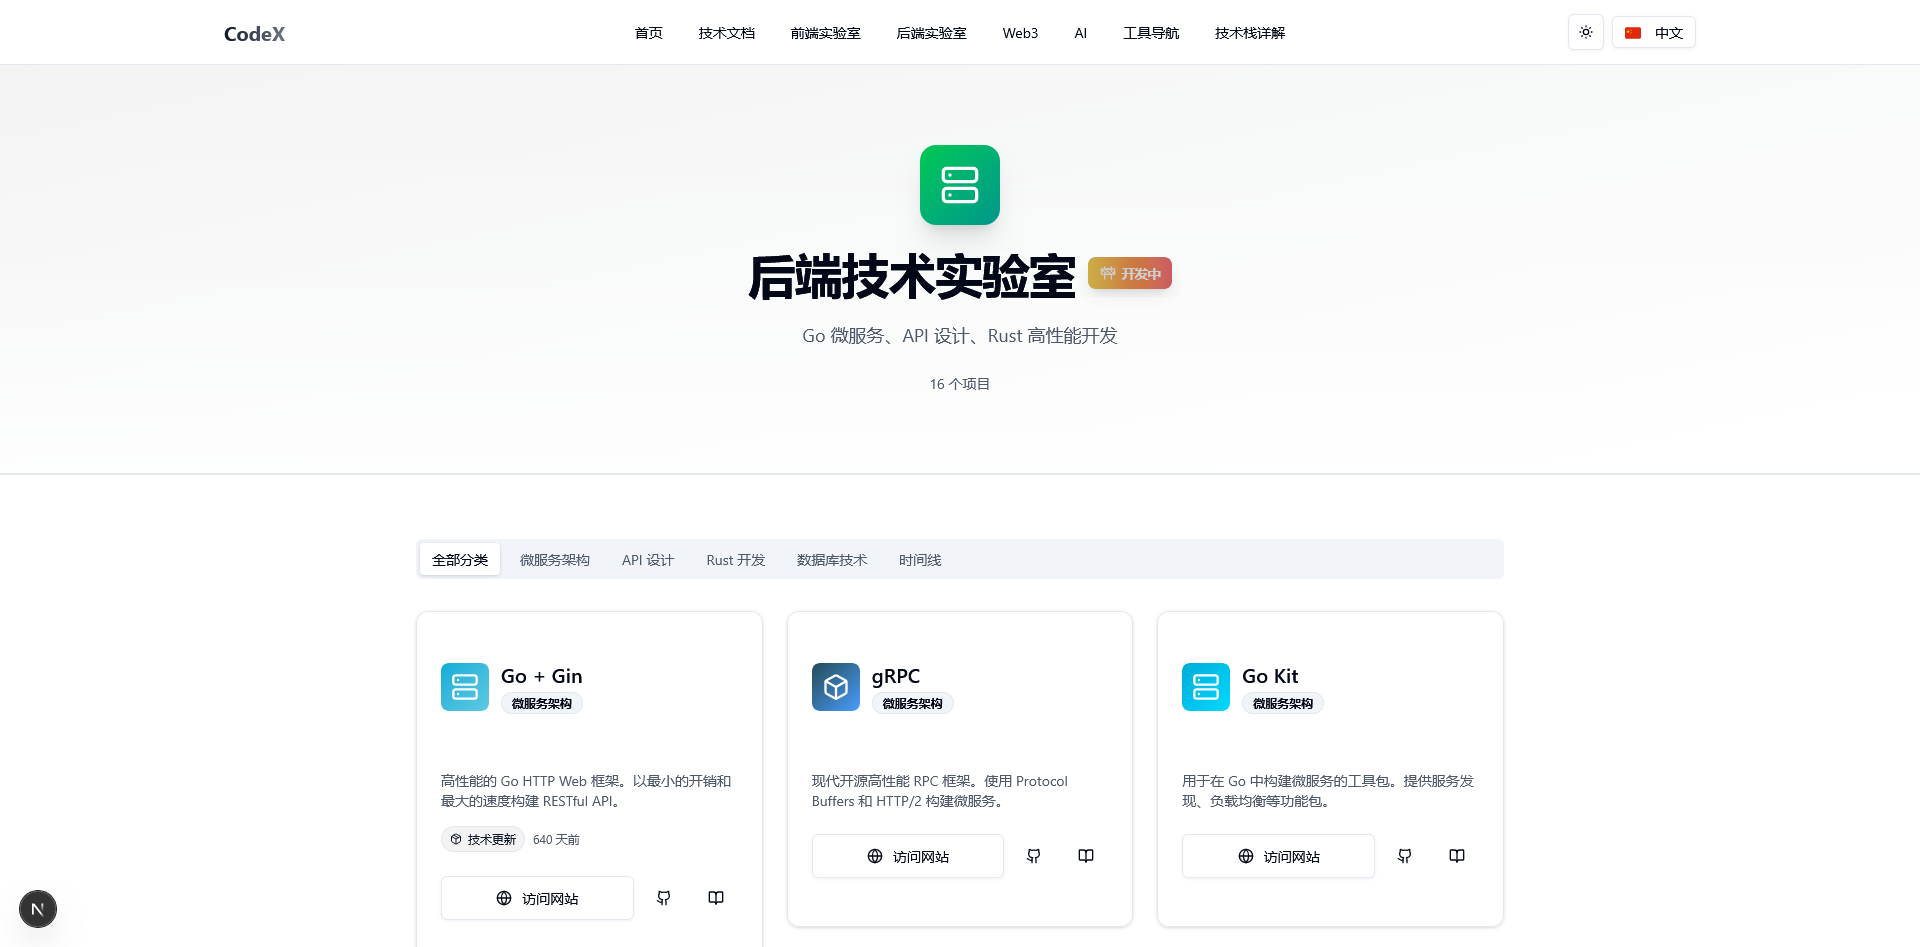 CodeX
首页
技术文档
前端实验室
后端实验室
Web3
AI
工具导航
技术栈详解
中文
后端技术实验室
开发中
Go 微服务、API 设计、Rust 高性能开发
16 个项目
全部分类
微服务架构
API 设计
Rust 开发
数据库技术
时间线
Go + Gin
微服务架构
高性能的 Go HTTP Web 框架。以最小的开销和
最大的速度构建 RESTful API。
技术更新
640 天前
访问网站
gRPC
微服务架构
现代开源高性能 RPC 框架。使用 Protocol
Buffers 和 HTTP/2 构建微服务。
访问网站
Go Kit
微服务架构
用于在 Go 中构建微服务的工具包。提供服务发
现、负载均衡等功能包。
访问网站
N